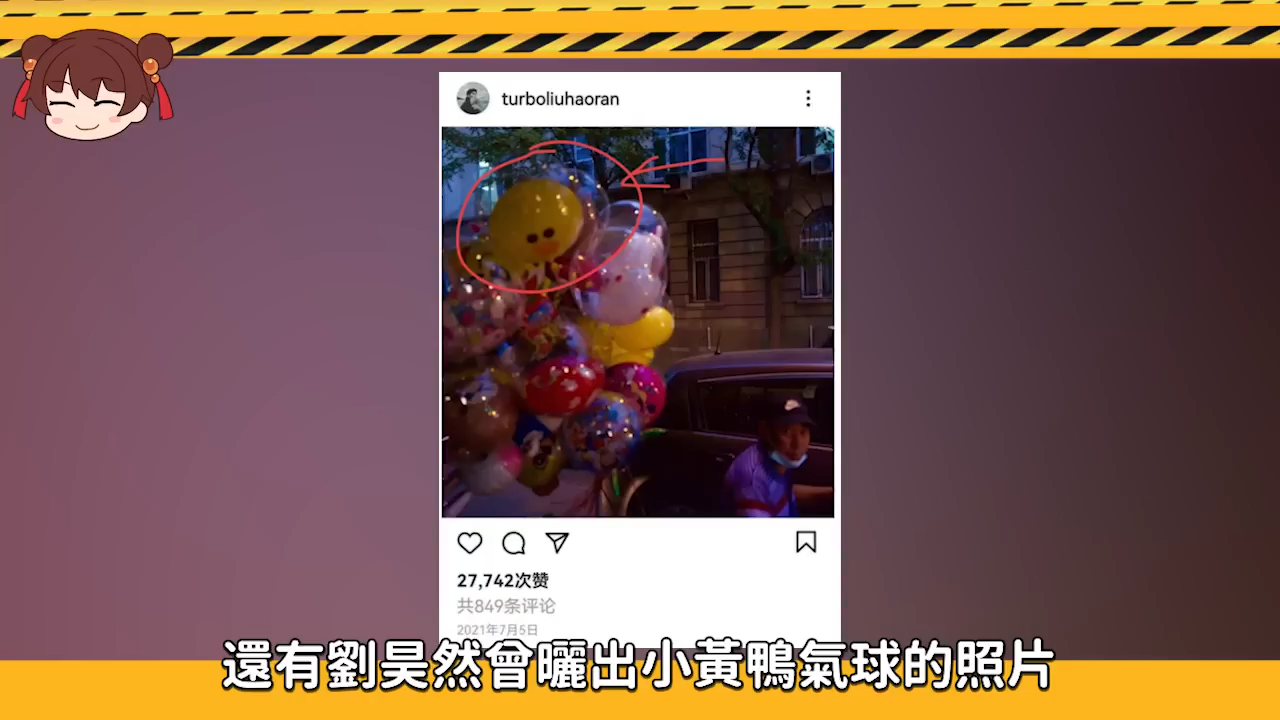 turboliuhaoran
27,742次赞
共849条评论
2021年7月5日
還有劉昊然曾曬出小黃鴨氣球的照片